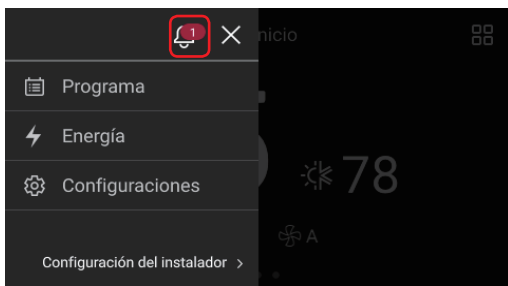 1
nicio
Programa
Energía
Configuraciones
78
A
Configuración del instalador >